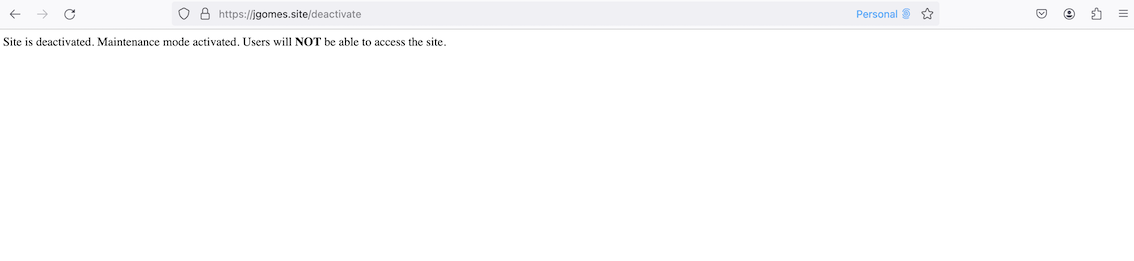 https://jgomes.site/deactivate Personal
Site is deactivated. Maintenance mode activated. Users will NOT be able to access the site.